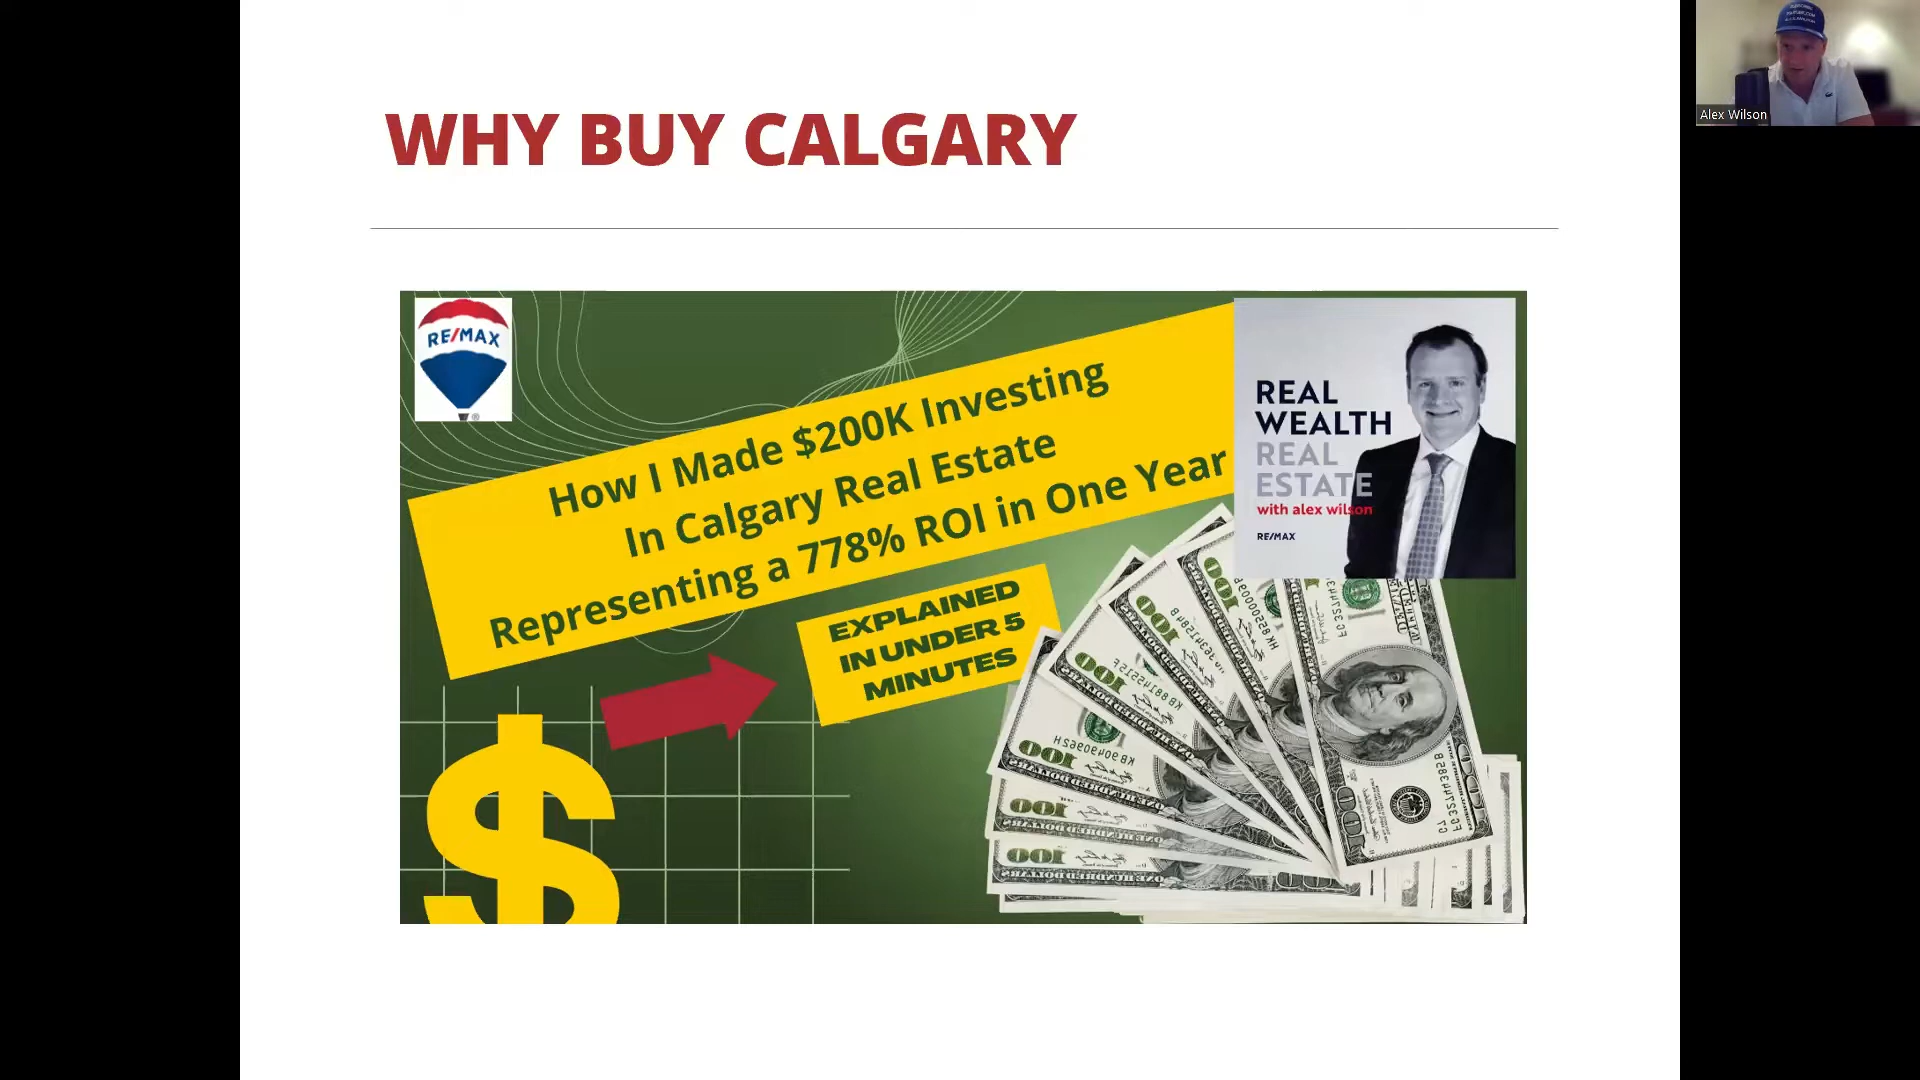 WHY BUY CALGARY
Alex Wilson
RE/MAX
How I Made $200K Investing
In Calgary Real Estate
Representing a 778% ROI in One Year
REAL
WEALTH
REAL
ESTATE
with alex wilson
RE/MAX
EXPLAINED
IN UNDER 5
MINUTES
$